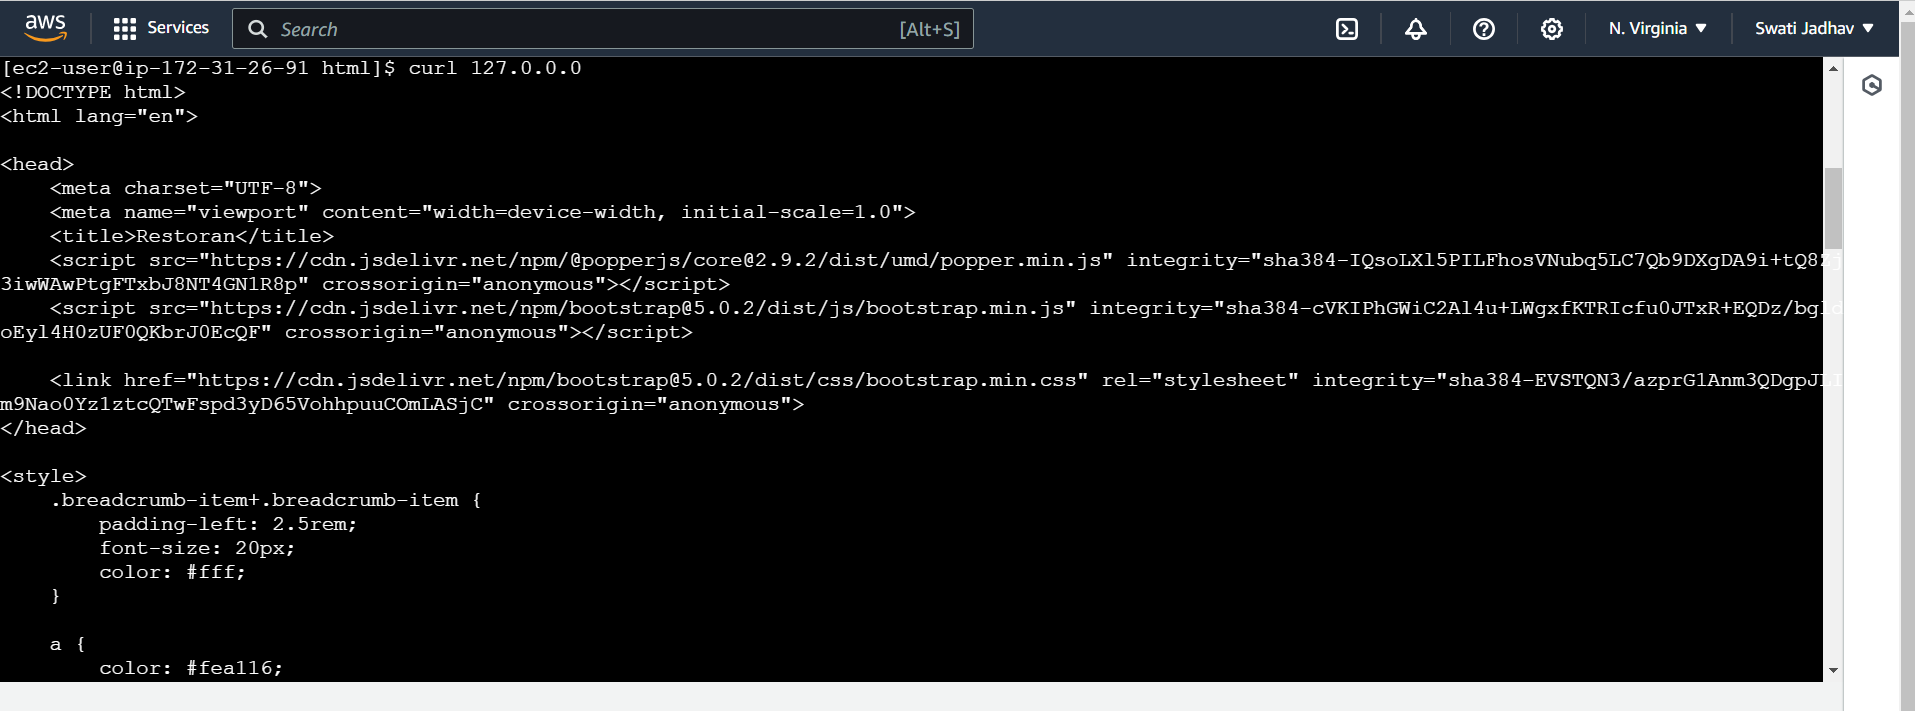 aws
Services
Search
[Alt+S]
N. Virginia
Swati Jadhav
[ec2-user@ip-172-31-26-91 html]$ curl 127.0.0.0
<!DOCTYPE html>
<html lang="en">
<head>
    <meta charset="UTF-8">
    <meta name="viewport" content="width=device-width, initial-scale=1.0">
    <title>Restoran</title>
    <script src="https://cdn.jsdelivr.net/npm/@popperjs/core@2.9.2/dist/umd/popper.min.js" integrity="sha384-IQsoLXl5PILFhosVNubq5LC7Qb9DXgDA9i+tQ8Zj
3iwWAwPtgFTxbJ8NT4GN1R8p" crossorigin="anonymous"></script>
    <script src="https://cdn.jsdelivr.net/npm/bootstrap@5.0.2/dist/js/bootstrap.min.js" integrity="sha384-cVKIPhGWiC2Al4u+LWgxfKTRIcfu0JTxR+EQDz/bgld
oEyl4H0zUF0QKbrJ0EcQF" crossorigin="anonymous"></script>
    <link href="https://cdn.jsdelivr.net/npm/bootstrap@5.0.2/dist/css/bootstrap.min.css" rel="stylesheet" integrity="sha384-EVSTQN3/azprG1Anm3QDgpJLI
m9Nao0Yz1ztcQTwFspd3yD65VohhpuuCOmLASjC" crossorigin="anonymous">
</head>
<style>
    .breadcrumb-item+.breadcrumb-item {
        padding-left: 2.5rem;
        font-size: 20px;
        color: #fff;
    }
    a {
        color: #fea116;